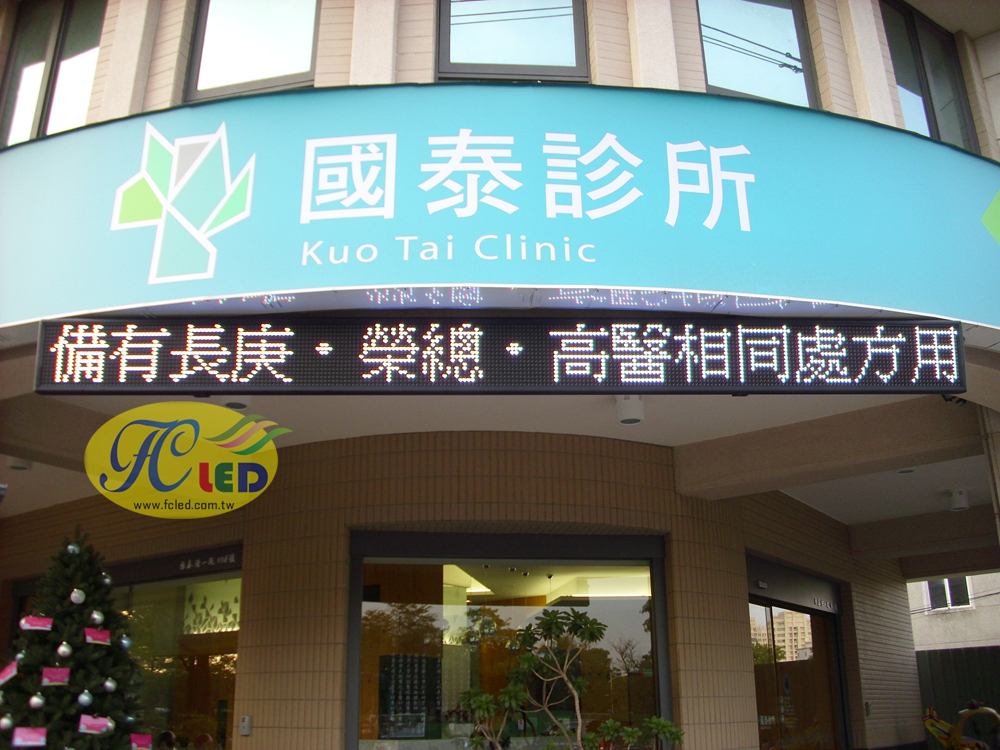 國泰診所
Kuo Tai Clinic
備有長庚·榮總·高醫相同處方用
FC LED
www.fcled.com.tw